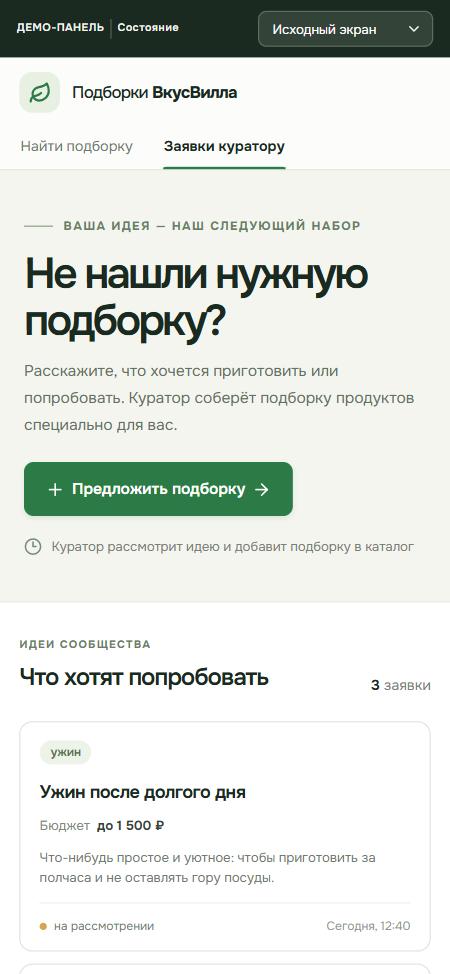 ДЕМО-ПАНЕЛЬ Состояние
Исходный экран
Подборки ВкусВилла
Найти подборку Заявки куратору
ВАША ИДЕЯ — НАШ СЛЕДУЮЩИЙ НАБОР
Не нашли нужную
подборку?
Расскажите, что хочется приготовить или
попробовать. Куратор соберёт подборку продуктов
специально для вас.
Предложить подборку
Куратор рассмотрит идею и добавит подборку в каталог
ИДЕИ СООБЩЕСТВА
Что хотят попробовать
3 заявки
ужин
Ужин после долгого дня
Бюджет до 1 500 ₽
Что-нибудь простое и уютное: чтобы приготовить за
полчаса и не оставлять гору посуды.
на рассмотрении
Сегодня, 12:40